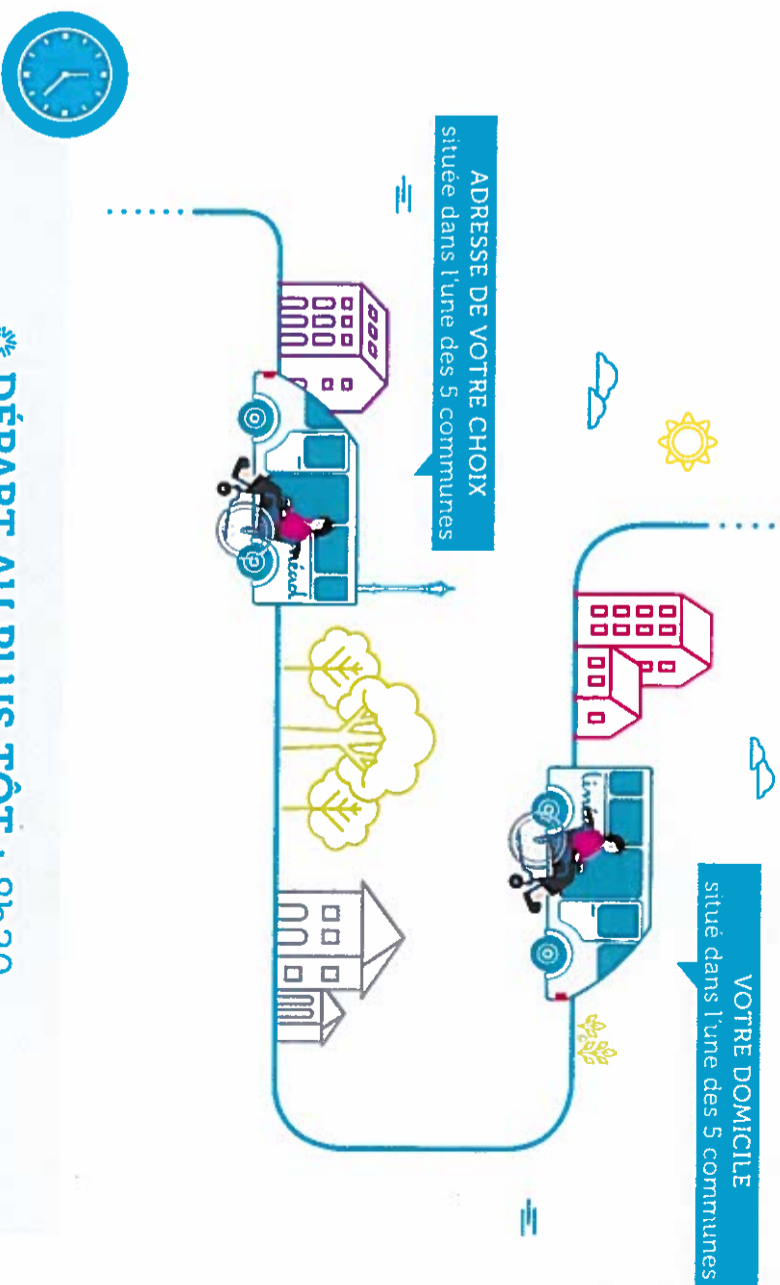 VOTRE DOMICILE
situé dans l'une des 5 communes
ADRESSE DE VOTRE CHOIX
située dans l'une des 5 communes
DÉPART AU PLUS TÔT : 8h30